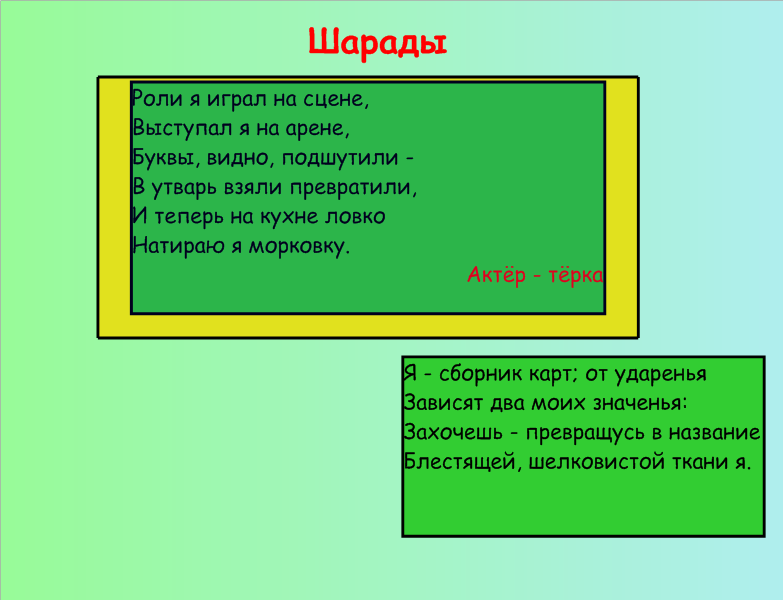 Шарады
Роли я играл на сцене,
Выступал я на арене,
Буквы, видно, подшутили -
В утварь взяли превратили,
И теперь на кухне ловко
Натираю я морковку.
Актёр - тёрка
Я - сборник карт; от ударенья
Зависят два моих значенья:
Захочешь - превращусь в название
Блестящей, шелковистой ткани я.